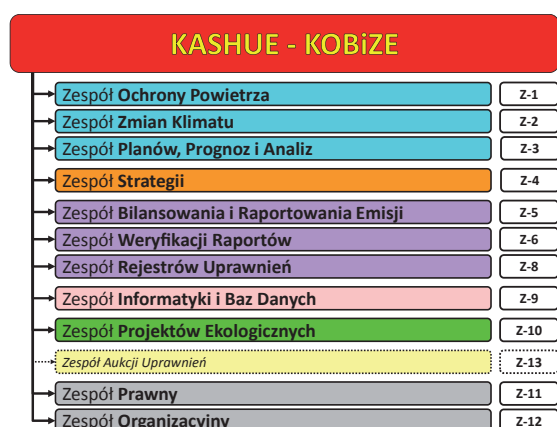 KASHUE - KOBiZE
Zespół Ochrony Powietrza Z-1
Zespół Zmian Klimatu Z-2
Zespół Planów, Prognoz i Analiz Z-3
Zespół Strategii Z-4
Zespół Bilansowania i Raportowania Emisji Z-5
Zespół Weryfikacji Raportów Z-6
Zespół Rejestrów Uprawnień Z-8
Zespół Informatyki i Baz Danych Z-9
Zespół Projektów Ekologicznych Z-10
Zespół Aukcji Uprawnień Z-13
Zespół Prawny Z-11
Zespół Organizacyjny Z-12